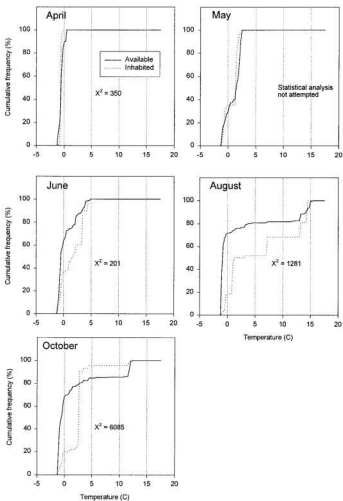 April
Cumulative frequency (%)
100
80
60
40
20
0
Available
Inhabited
X² = 350
-5 0 5 10 15 20
May
100
80
60
40
20
0
Statistical analysis
not attempted
-5 0 5 10 15 20
June
Cumulative frequency (%)
100
80
60
40
20
0
X² = 201
-5 0 5 10 15 20
August
100
80
60
40
20
0
X² = 1281
-5 0 5 10 15 20
Temperature (C)
October
Cumulative frequency (%)
100
80
60
40
20
0
X² = 6085
-5 0 5 10 15 20
Temperature (C)